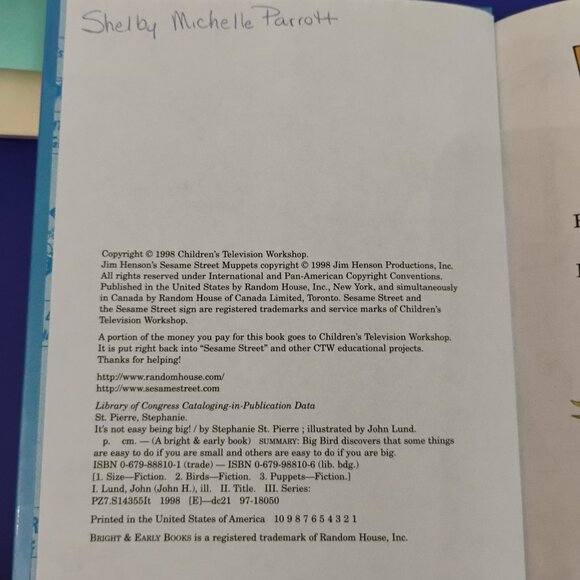 Shelby Michelle Parrott
Copyright © 1998 Children's Television Workshop.
Jim Henson's Sesame Street Muppets copyright © 1998 Jim Henson Productions, Inc.
All rights reserved under International and Pan-American Copyright Conventions.
Published in the United States by Random House, Inc., New York, and simultaneously
in Canada by Random House of Canada Limited, Toronto. Sesame Street and
the Sesame Street sign are registered trademarks and service marks of Children's
Television Workshop.
A portion of the money you pay for this book goes to Children's Television Workshop.
It is put right back into "Sesame Street" and other CTW educational projects.
Thanks for helping!
http://www.randomhouse.com/
http://www.sesamestreet.com
Library of Congress Cataloging-in-Publication Data
St. Pierre, Stephanie.
It's not easy being big! / by Stephanie St. Pierre ; illustrated by John Lund.
p. cm. — (A bright & early book) SUMMARY: Big Bird discovers that some things
are easy to do if you are small and others are easy to do if you are big.
ISBN 0-679-88810-1 (trade) — ISBN 0-679-98810-6 (lib. bdg.)
[1. Size—Fiction. 2. Birds—Fiction. 3. Puppets—Fiction.]
I. Lund, John (John H.), ill. II. Title. III. Series:
PZ7.S14355It 1998 [E]—dc21 97-18050
Printed in the United States of America 10 9 8 7 6 5 4 3 2 1
BRIGHT & EARLY BOOKS is a registered trademark of Random House, Inc.